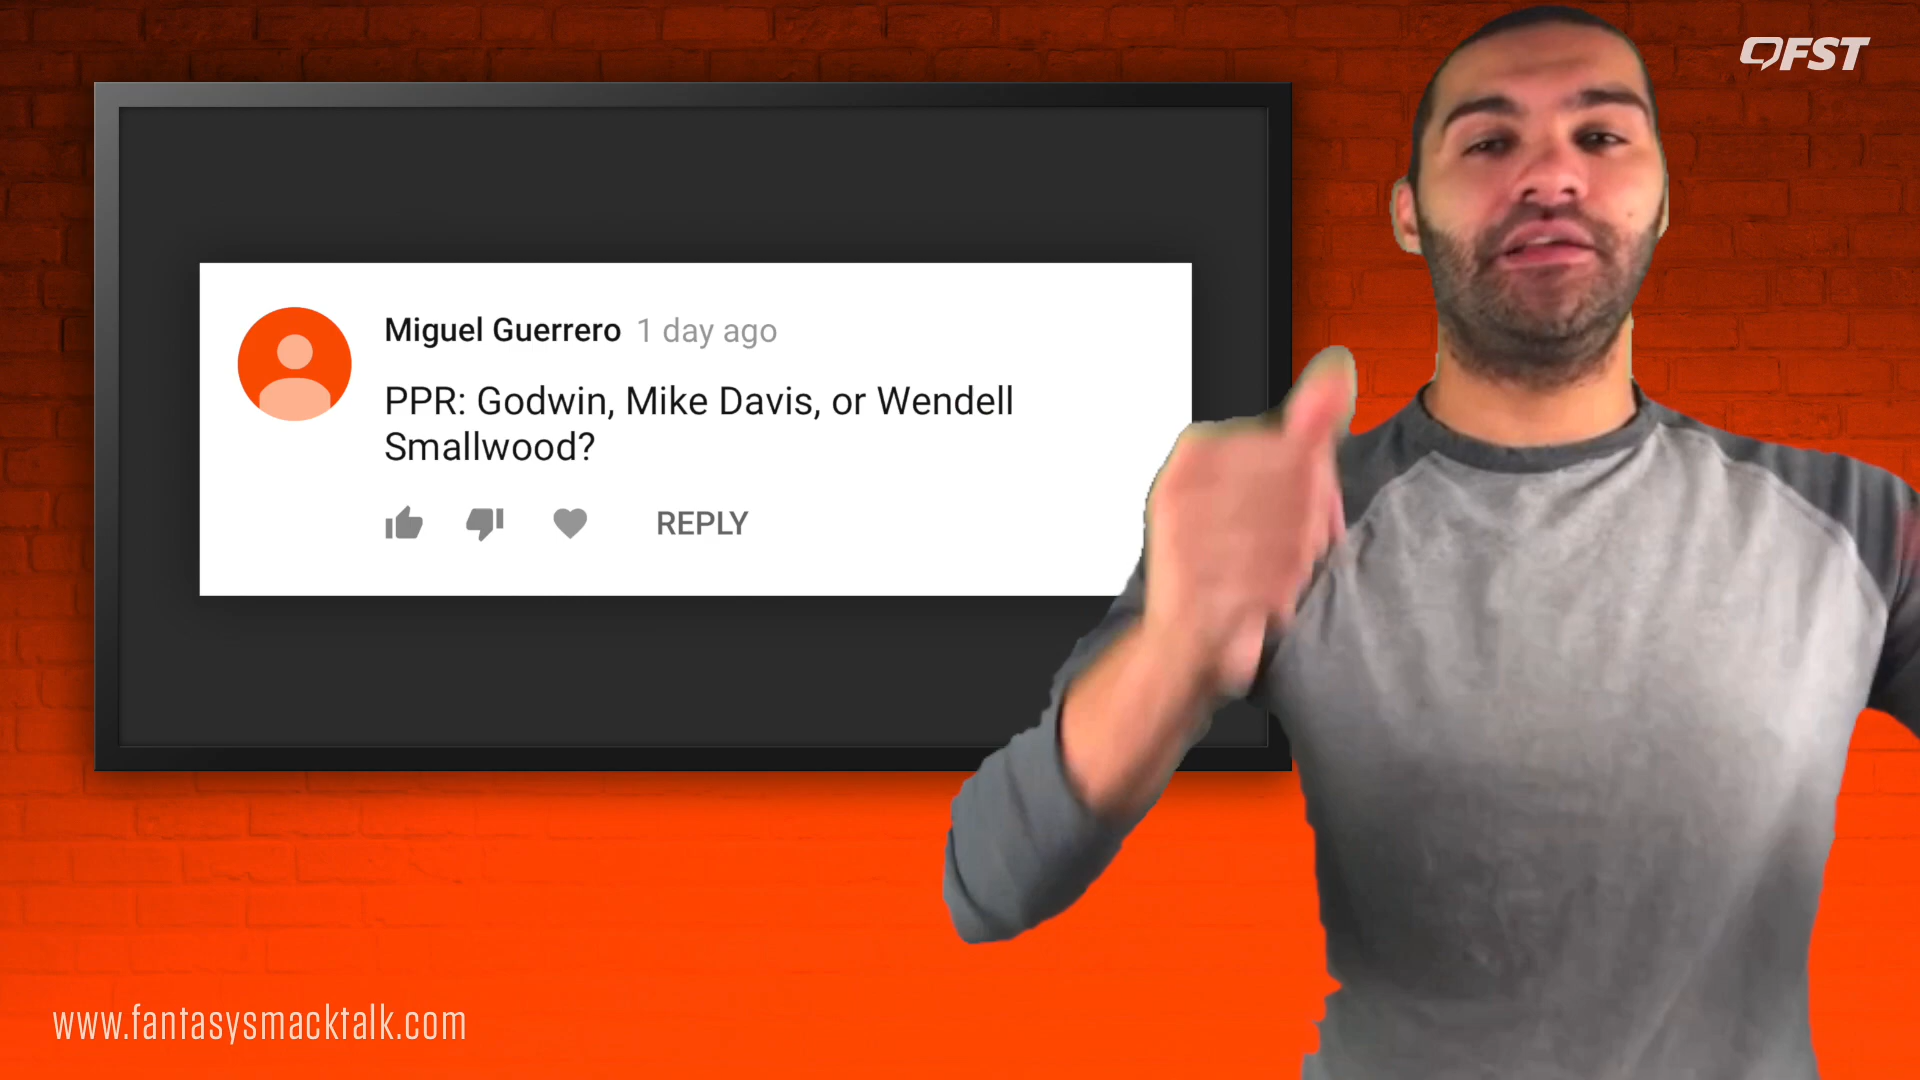 FST
Miguel Guerrero 1 day ago
PPR: Godwin, Mike Davis, or Wendell
Smallwood?
REPLY
www.fantasysmacktalk.com